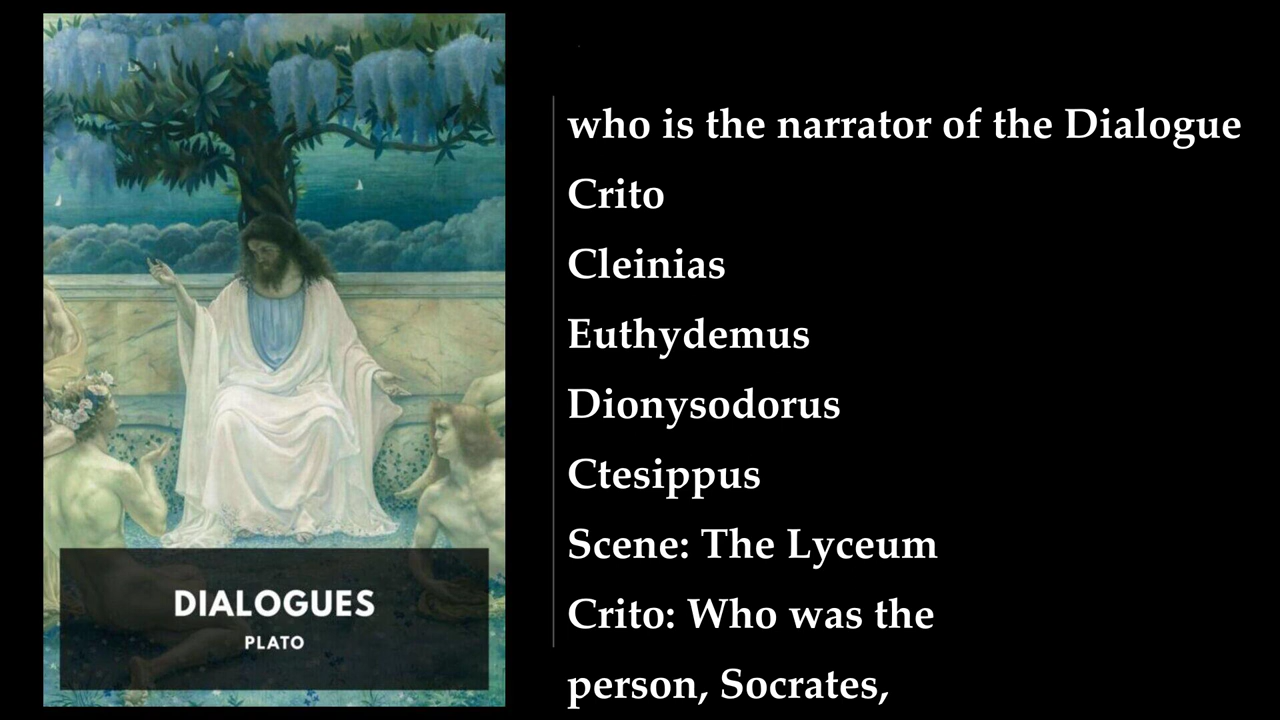 DIALOGUES
PLATO
who is the narrator of the Dialogue
Crito
Cleinias
Euthydemus
Dionysodorus
Ctesippus
Scene: The Lyceum
Crito: Who was the
person, Socrates,